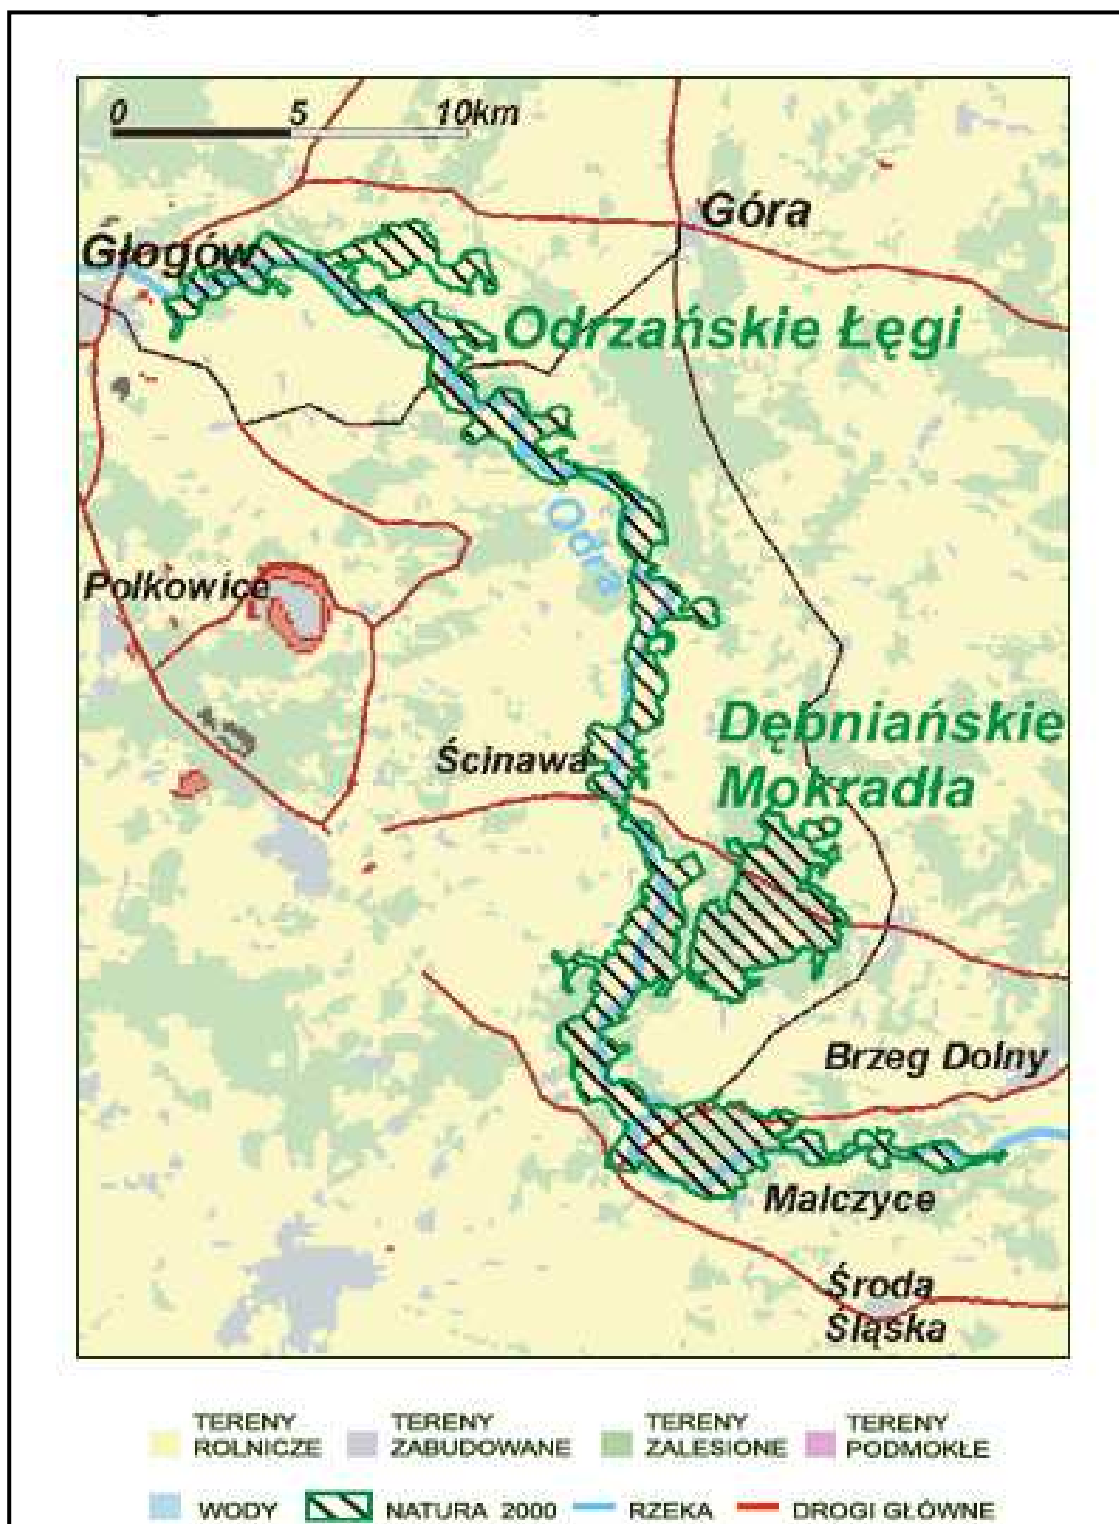 0 5 10km
Góra
Głogów
Odrzańskie Łęgi
Odra
Polkowice
Dębniańskie
Mokradła
Ścinawa
Brzeg Dolny
Malczyce
Środa
Śląska
TERENY ROLNICZE
TERENY ZABUDOWANE
TERENY ZALESIONE
TERENY PODMOKŁE
WODY
NATURA 2000
RZEKA
DROGI GŁÓWNE